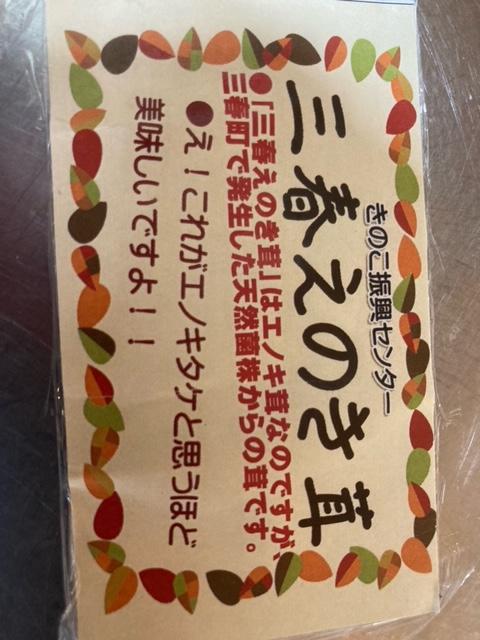 きのこ振興センター
三春えのき茸
●「三春えのき茸」はエノキ茸なのですが、
三春町で発生した天然菌株からの茸です。
●え！これがエノキタケと思うほど
美味しいですよ！！